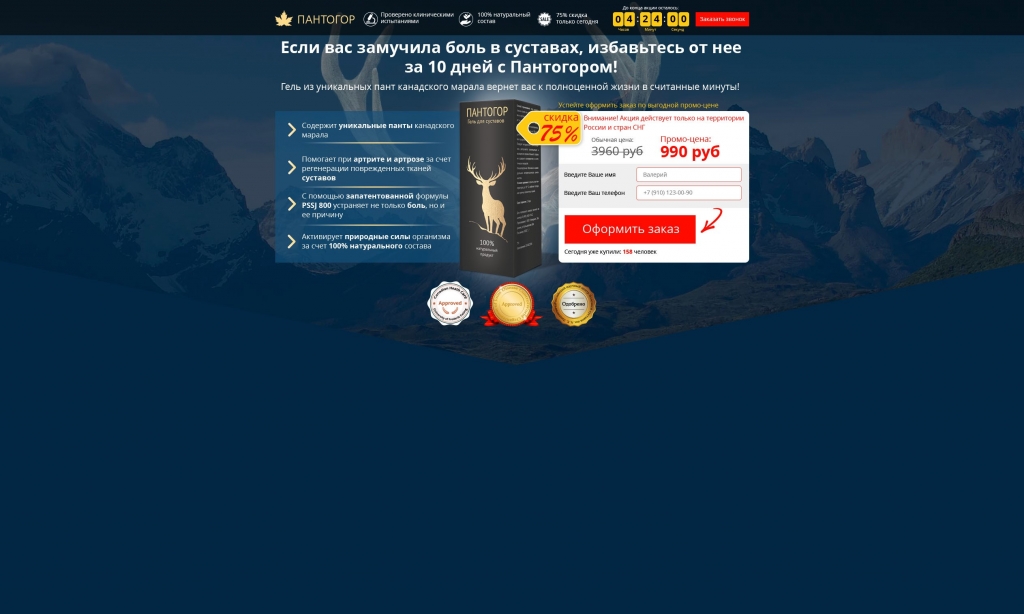 ПАНТОГОР
Проверено клиническими
испытаниями
100% натуральный
состав
SALE
75% скидка
только сегодня
До конца акции осталось:
04:24:00
Часов Минут Секунд
Заказать звонок
Если вас замучила боль в суставах, избавьтесь от нее
за 10 дней с Пантогором!
Гель из уникальных пант канадского марала вернет вас к полноценной жизни в считанные минуты!
Содержит уникальные панты канадского
марала
Помогает при артрите и артрозе за счет
регенерации поврежденных тканей
суставов
С помощью запатентованной формулы
PSSJ 800 устраняет не только боль, но и
ее причину
Активирует природные силы организма
за счет 100% натурального состава
ПАНТОГОР
Гель для суставов
100%
натуральный
продукт
скидка
75%
Успейте оформить заказ по выгодной промо-цене
Внимание! Акция действует только на территории
России и стран СНГ
Обычная цена:
3960 руб
Промо-цена:
990 руб
Введите Ваше имя
Валерий
Введите Ваш телефон
+7 (910) 123-00-90
Оформить заказ
Сегодня уже купили: 158 человек
Approved
Approved
Одобрено